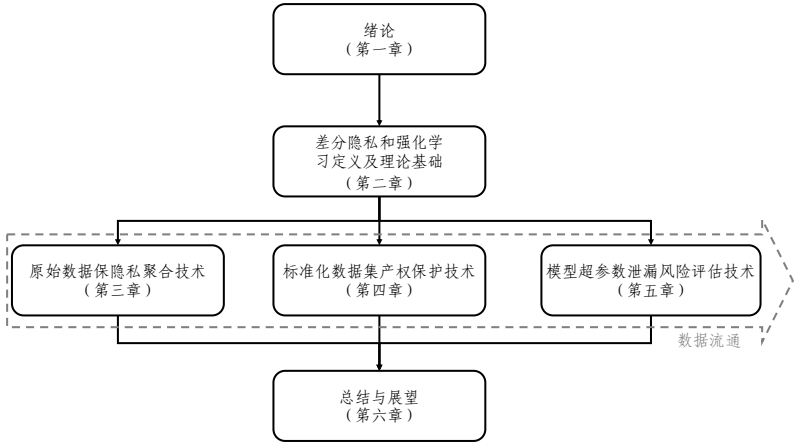 绪论
（第一章）
差分隐私和强化学
习定义及理论基础
（第二章）
原始数据保隐私聚合技术
（第三章）
标准化数据集产权保护技术
（第四章）
模型超参数泄漏风险评估技术
（第五章）
数据流通
总结与展望
（第六章）